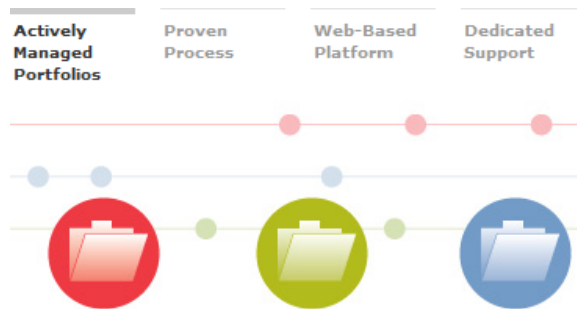 Actively
Managed
Portfolios
Proven
Process
Web-Based
Platform
Dedicated
Support